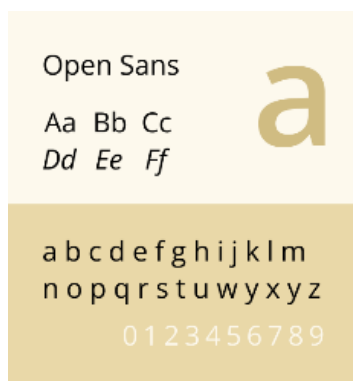 Open Sans
a
Aa Bb Cc
Dd Ee Ff
a b c d e f g h i j k l m
n o p q r s t u w y x y z
0 1 2 3 4 5 6 7 8 9